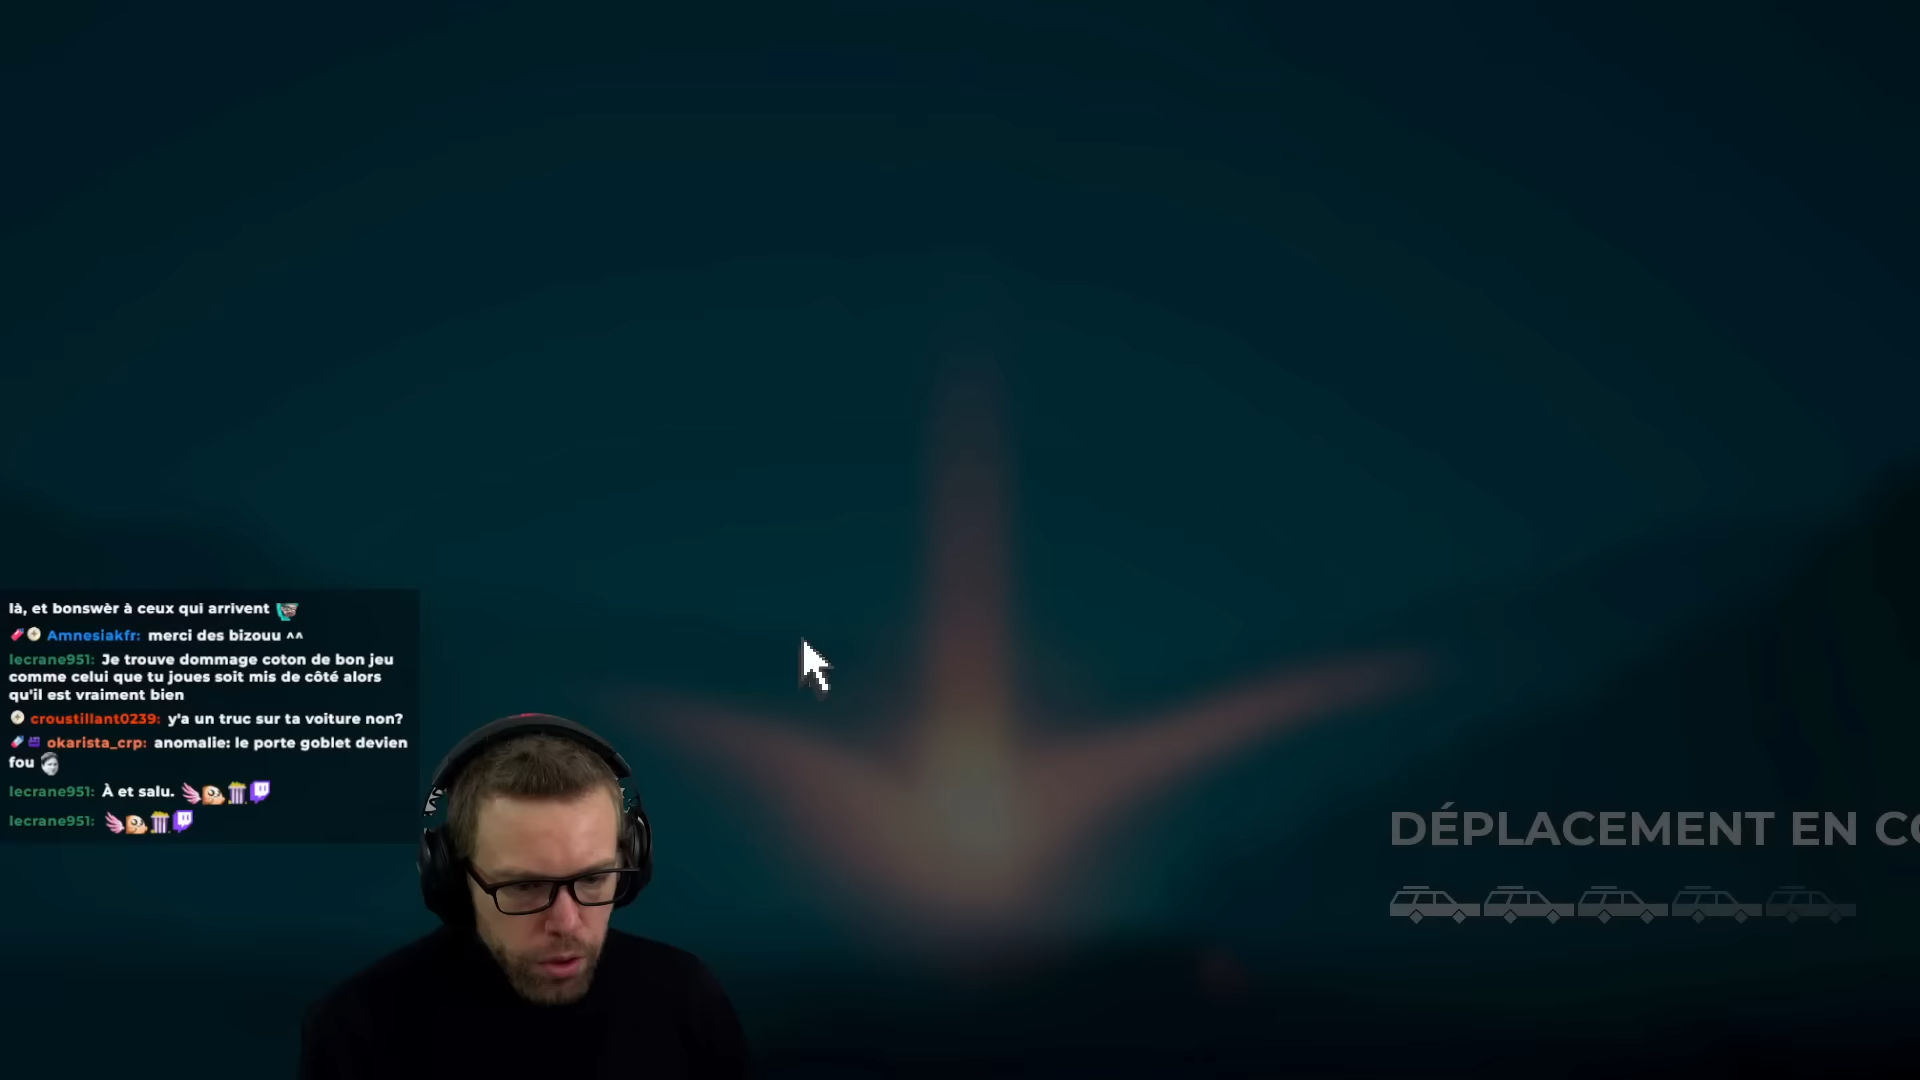 là, et bonswèr à ceux qui arrivent
Amnesiakfr: merci des bizouu ^^
lecrane951: Je trouve dommage coton de bon jeu
comme celui que tu joues soit mis de côté alors
qu'il est vraiment bien
croustillant0239: y'a un truc sur ta voiture non?
okarista_crp: anomalie: le porte goblet devien
fou
lecrane951: À et salu.
lecrane951:
DÉPLACEMENT EN CO